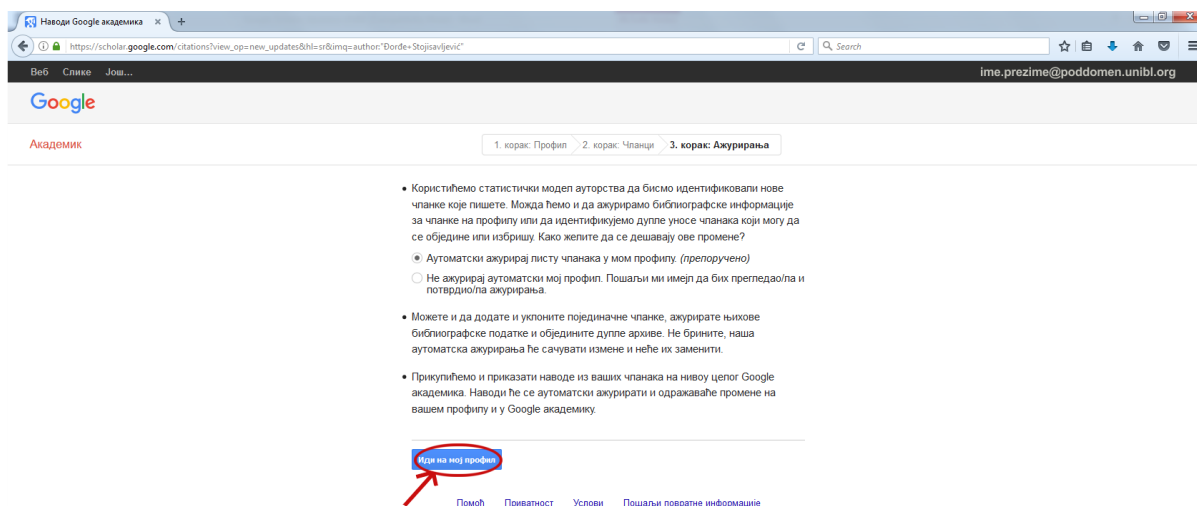 Наводи Google академика
https://scholar.google.com/citations?view_op=new_updates&hl=sr&imq=author:"Đorđe+Stojisavljević"
Search
Веб Слике Још...
ime.prezime@poddomen.unibl.org
Google
Академик
1. корак: Профил 2. корак: Чланци 3. корак: Ажурирања
Користићемо статистички модел ауторства да бисмо идентификовали нове
чланке које пишете. Можда ћемо и да ажурирамо библиографске информације
за чланке на профилу или да идентификујемо дупле уносе чланака који могу да
се обједине или избришу. Како желите да се дешавају ове промене?
Аутоматски ажурирај листу чланака у мом профилу. (препоручено)
Не ажурирај аутоматски мој профил. Пошаљи ми имејл да бих прегледао/ла и
потврдио/ла ажурирања.
Можете и да додате и уклоните појединачне чланке, ажурирате њихове
библиографске податке и обједините дупле архиве. Не брините, наша
аутоматска ажурирања ће сачувати измене и неће их заменити.
Прикупићемо и приказати наводе из ваших чланака на нивоу целог Google
академика. Наводи ће се аутоматски ажурирати и одражаваће промене на
вашем профилу и у Google академику.
Иди на мој профил
Помоћ Приватност Услови Пошаљи повратне информације